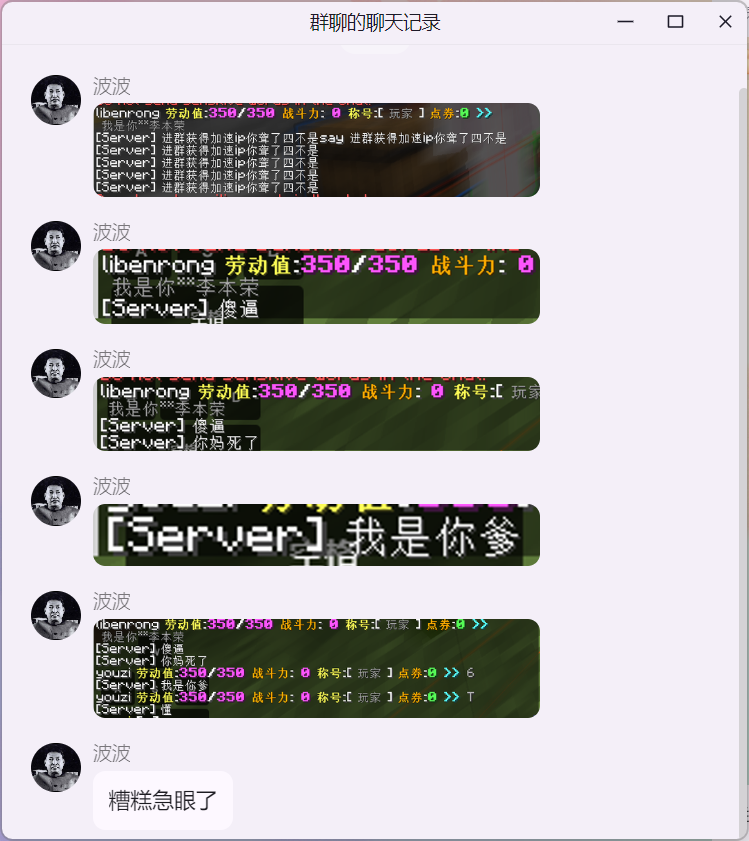 群聊的聊天记录
波波
libenrong 劳动值:350/350 战斗力: 0 称号:[ 玩家 ] 点券:0 >>
我是你**李本荣
[Server] 进群获得加速ip你聋了四不是say 进群获得加速ip你聋了四不是
[Server] 进群获得加速ip你聋了四不是
[Server] 进群获得加速ip你聋了四不是
[Server] 进群获得加速ip你聋了四不是
[Server] 进群获得加速ip你聋了四不是
波波
libenrong 劳动值:350/350 战斗力: 0
我是你**李本荣
[Server] 傻逼
波波
libenrong 劳动值:350/350 战斗力: 0 称号:[ 玩家
我是你**李本荣
[Server] 傻逼
[Server] 你妈死了
波波
[Server] 我是你爹
波波
libenrong 劳动值:350/350 战斗力: 0 称号:[ 玩家 ] 点券:0 >>
我是你**李本荣
[Server] 傻逼
[Server] 你妈死了
youzi 劳动值:350/350 战斗力: 0 称号:[ 玩家 ] 点券:0 >> 6
[Server] 我是你爹
youzi 劳动值:350/350 战斗力: 0 称号:[ 玩家 ] 点券:0 >> T
[Server] 懂
波波
糟糕急眼了